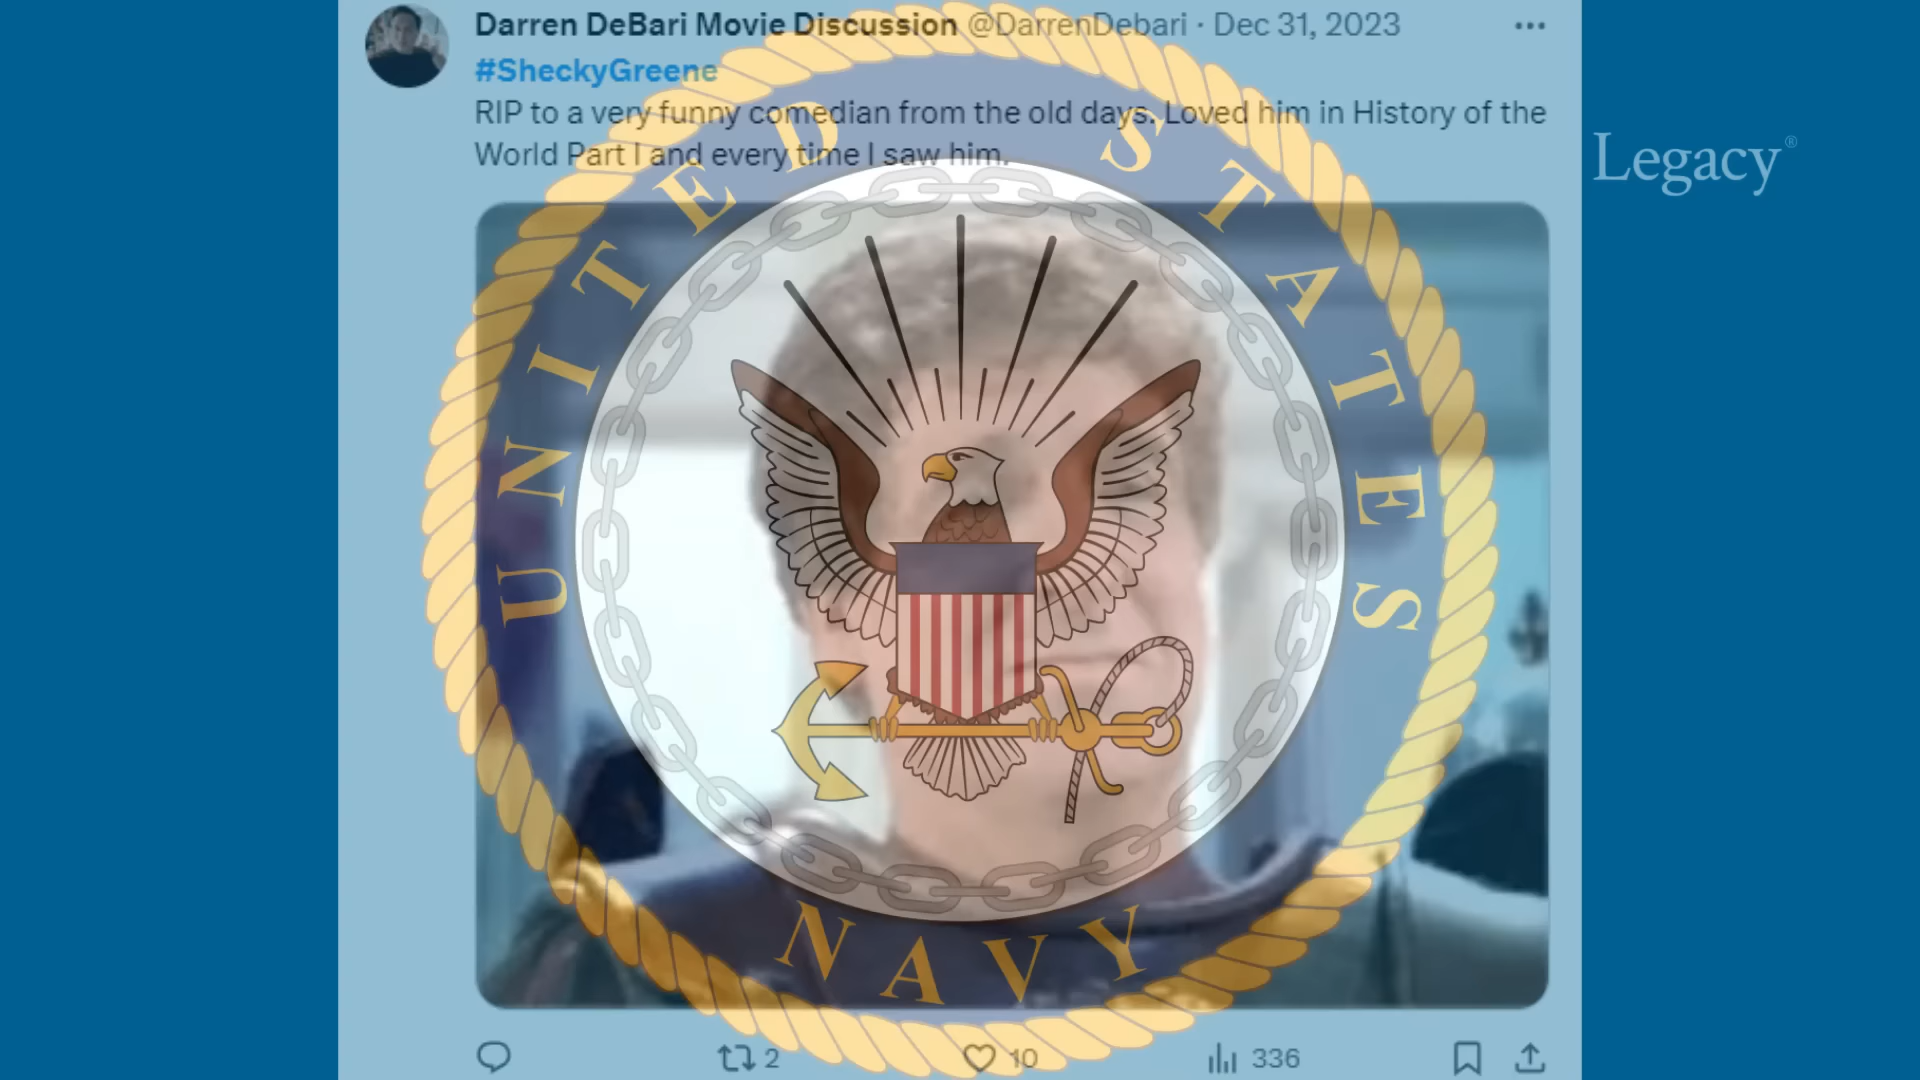 Darren DeBari Movie Discussion @DarrenDebari · Dec 31, 2023
#SheckyGreene
RIP to a very funny comedian from the old days. Loved him in History of the
World Part I and every time I saw him.
Legacy®
UNITED STATES
NAVY
2 10 336